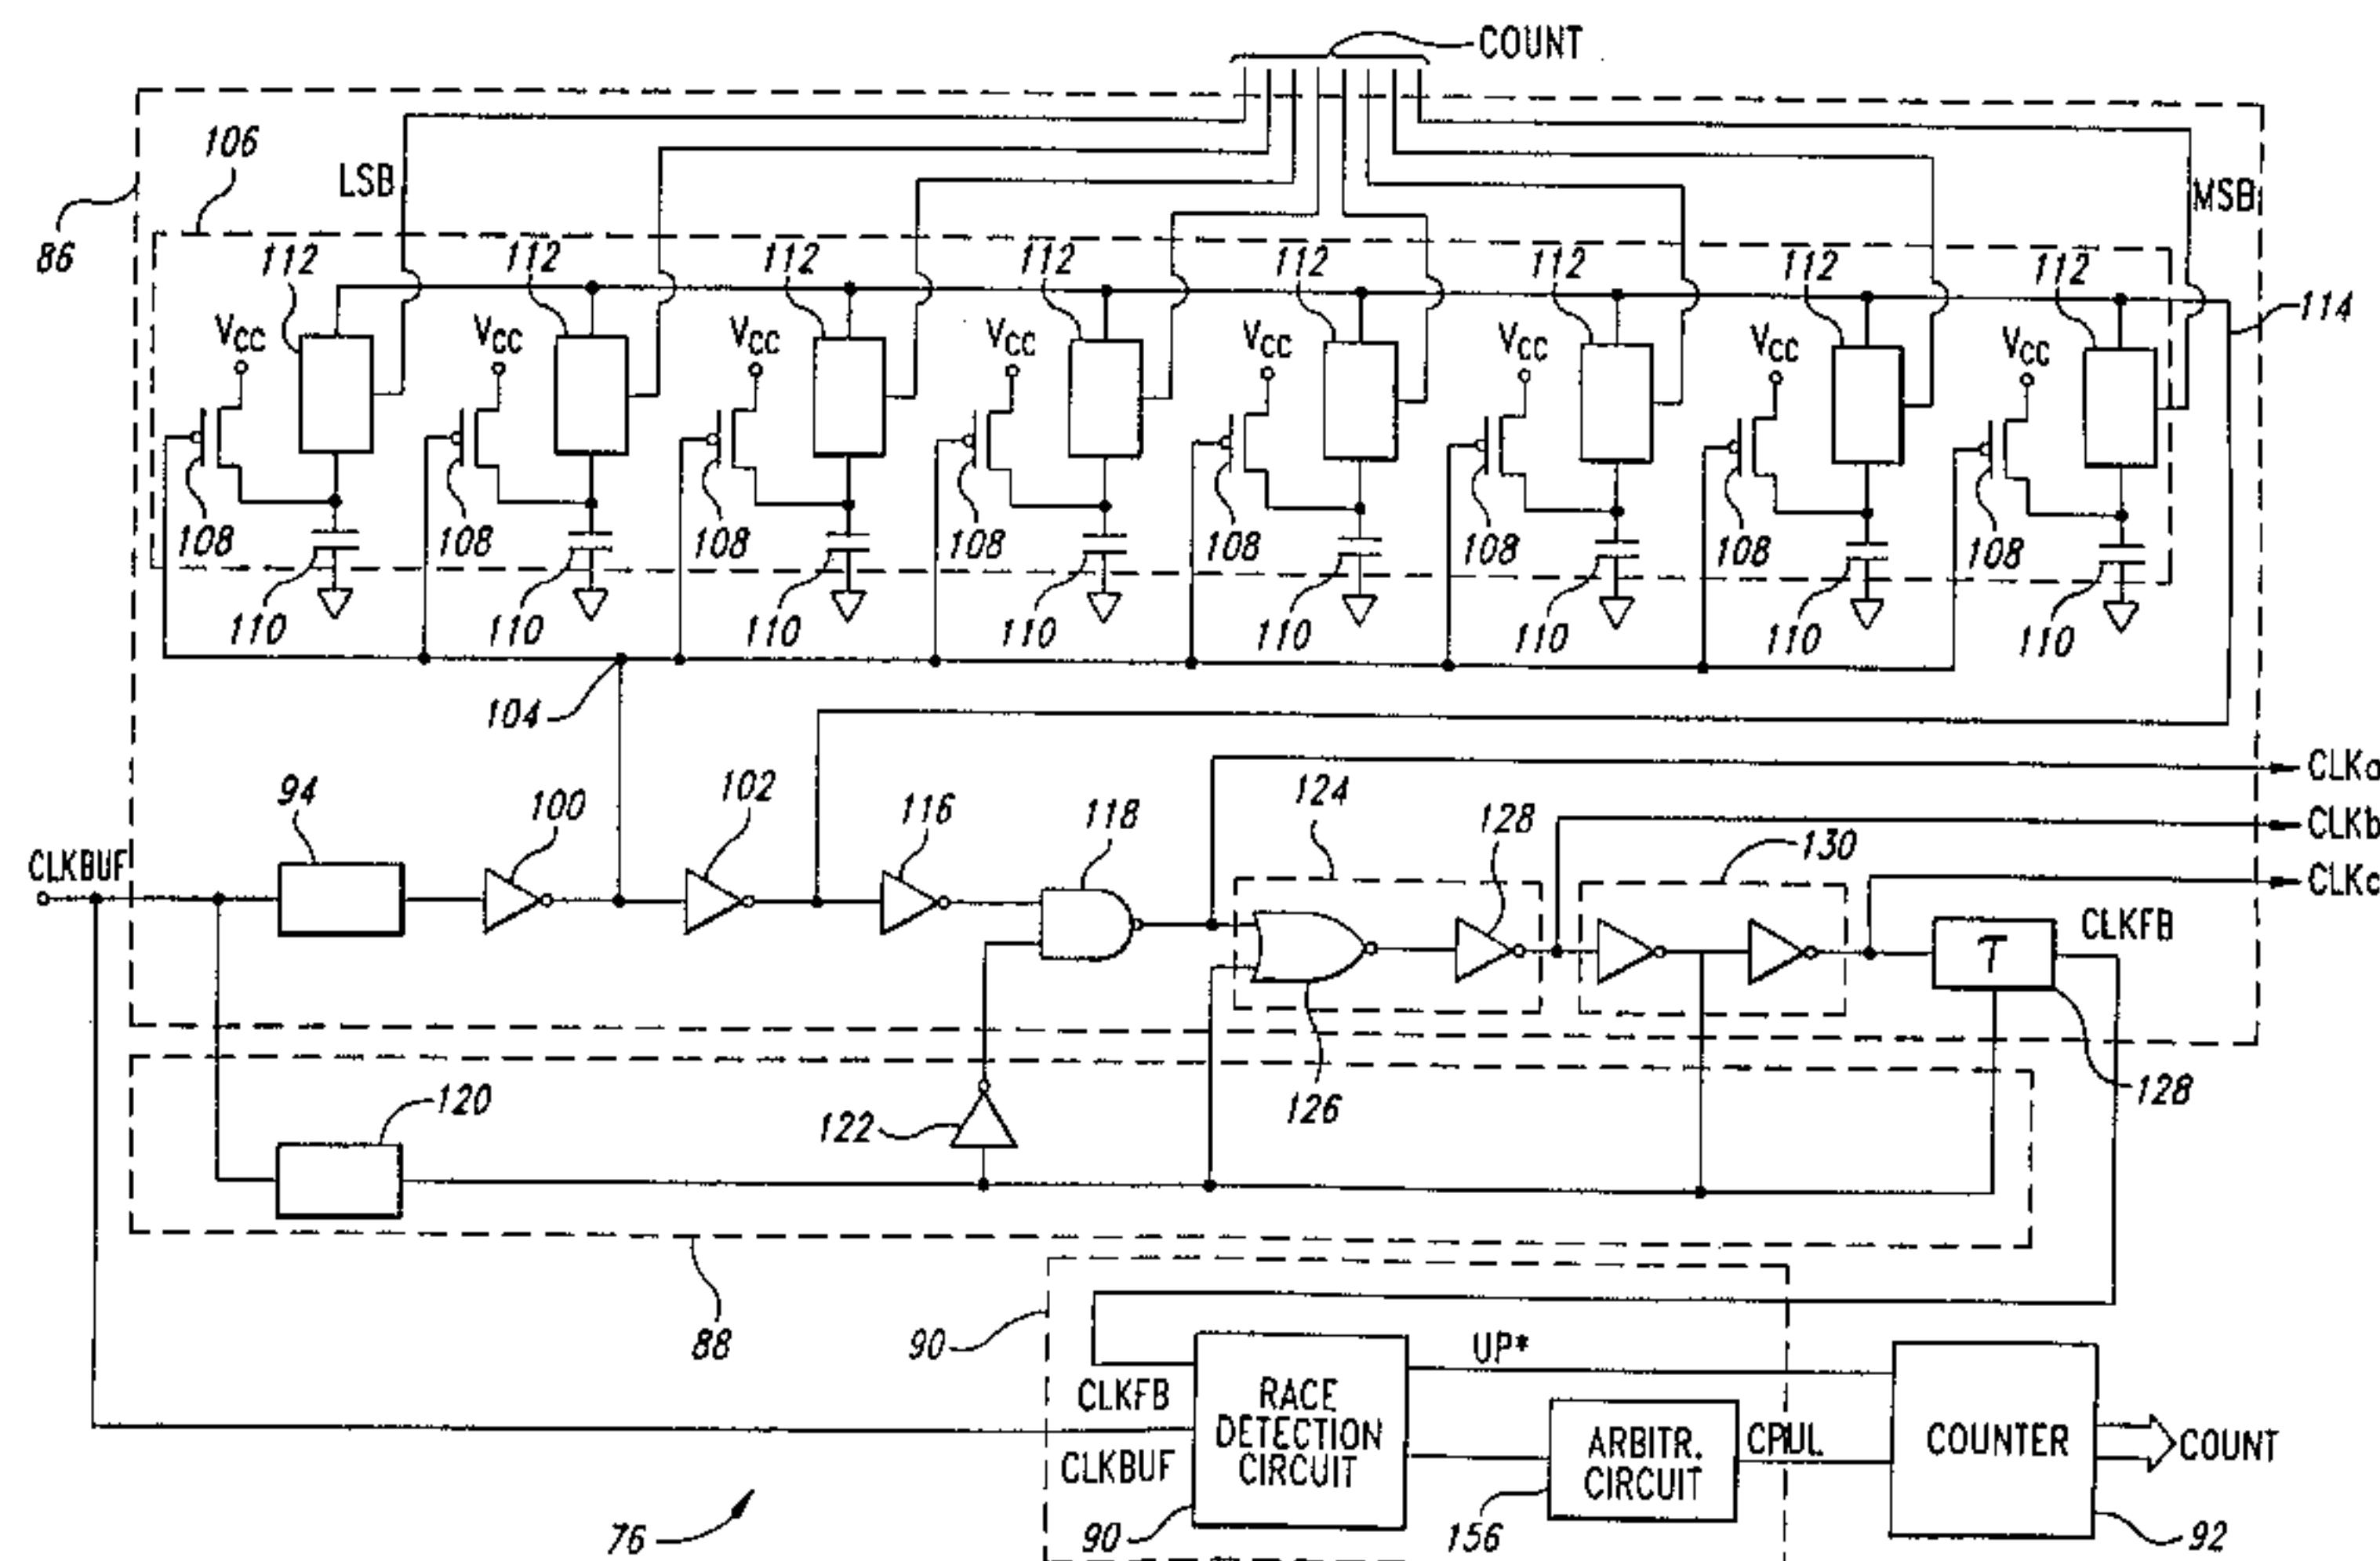 COUNT
106
LSB
MSB
86
112
112
112
112
112
112
112
112
114
VCC
VCC
VCC
VCC
VCC
VCC
VCC
VCC
108
108
108
108
108
108
108
108
110
110
110
110
110
110
110
110
104
CLKa
94
100
102
116
118
124
128
CLKb
130
CLKBUF
CLKc
CLKFB
τ
120
122
126
128
88
90
UP*
CLKFB
RACE
DETECTION
CIRCUIT
CLKBUF
ARBITR.
CIRCUIT
CPUL
COUNTER
COUNT
76
90
156
92